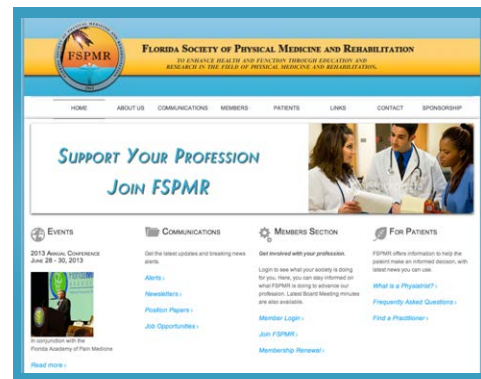 FSPMR
FLORIDA SOCIETY OF PHYSICAL MEDICINE AND REHABILITATION
TO ENHANCE HEALTH AND FUNCTION THROUGH EDUCATION AND
RESEARCH IN THE FIELD OF PHYSICAL MEDICINE AND REHABILITATION.
HOME ABOUT US COMMUNICATIONS MEMBERS PATIENTS LINKS CONTACT SPONSORSHIP
SUPPORT YOUR PROFESSION
JOIN FSPMR
EVENTS
2013 ANNUAL CONFERENCE
JUNE 28 - 30, 2013
In conjunction with the
Florida Academy of Pain Medicine
Read more ›
COMMUNICATIONS
Get the latest updates and breaking news
alerts.
Alerts ›
Newsletters ›
Position Papers ›
Job Opportunities ›
MEMBERS SECTION
Get involved with your profession.
Login to see what your society is doing
for you. Here, you can stay informed on
what FSPMR is doing to advance our
profession. Latest Board Meeting minutes
are also available.
Member Login ›
Join FSPMR ›
Membership Renewal ›
FOR PATIENTS
FSPMR offers information to help the
patient make an informed decision, with
latest news you can use.
What is a Physiatrist? ›
Frequently Asked Questions ›
Find a Practitioner ›